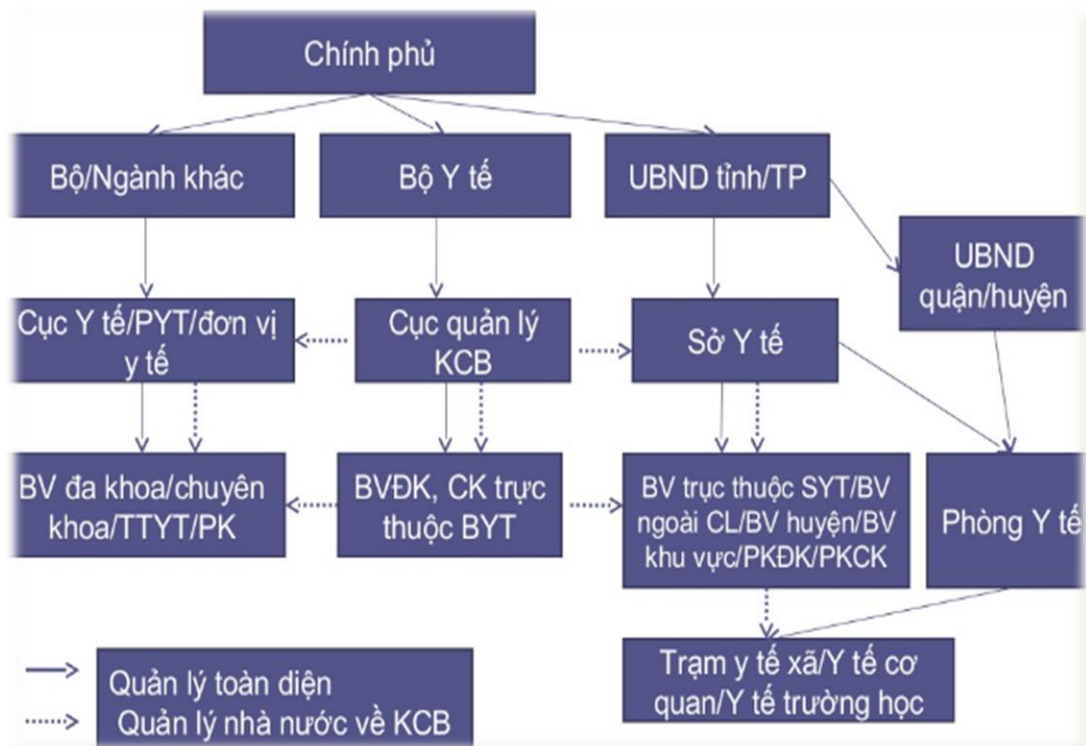 Chính phủ
Bộ/Ngành khác
Bộ Y tế
UBND tỉnh/TP
UBND
quận/huyện
Cục Y tế/PYT/đơn vị
y tế
Cục quản lý
KCB
Sở Y tế
BV đa khoa/chuyên
khoa/TTYT/PK
BVĐK, CK trực
thuộc BYT
BV trục thuộc SYT/BV
ngoài CL/BV huyện/BV
khu vực/PKĐK/PKCK
Phòng Y tế
Trạm y tế xã/Y tế cơ
quan/Y tế trường học
Quản lý toàn diện
Quản lý nhà nước về KCB